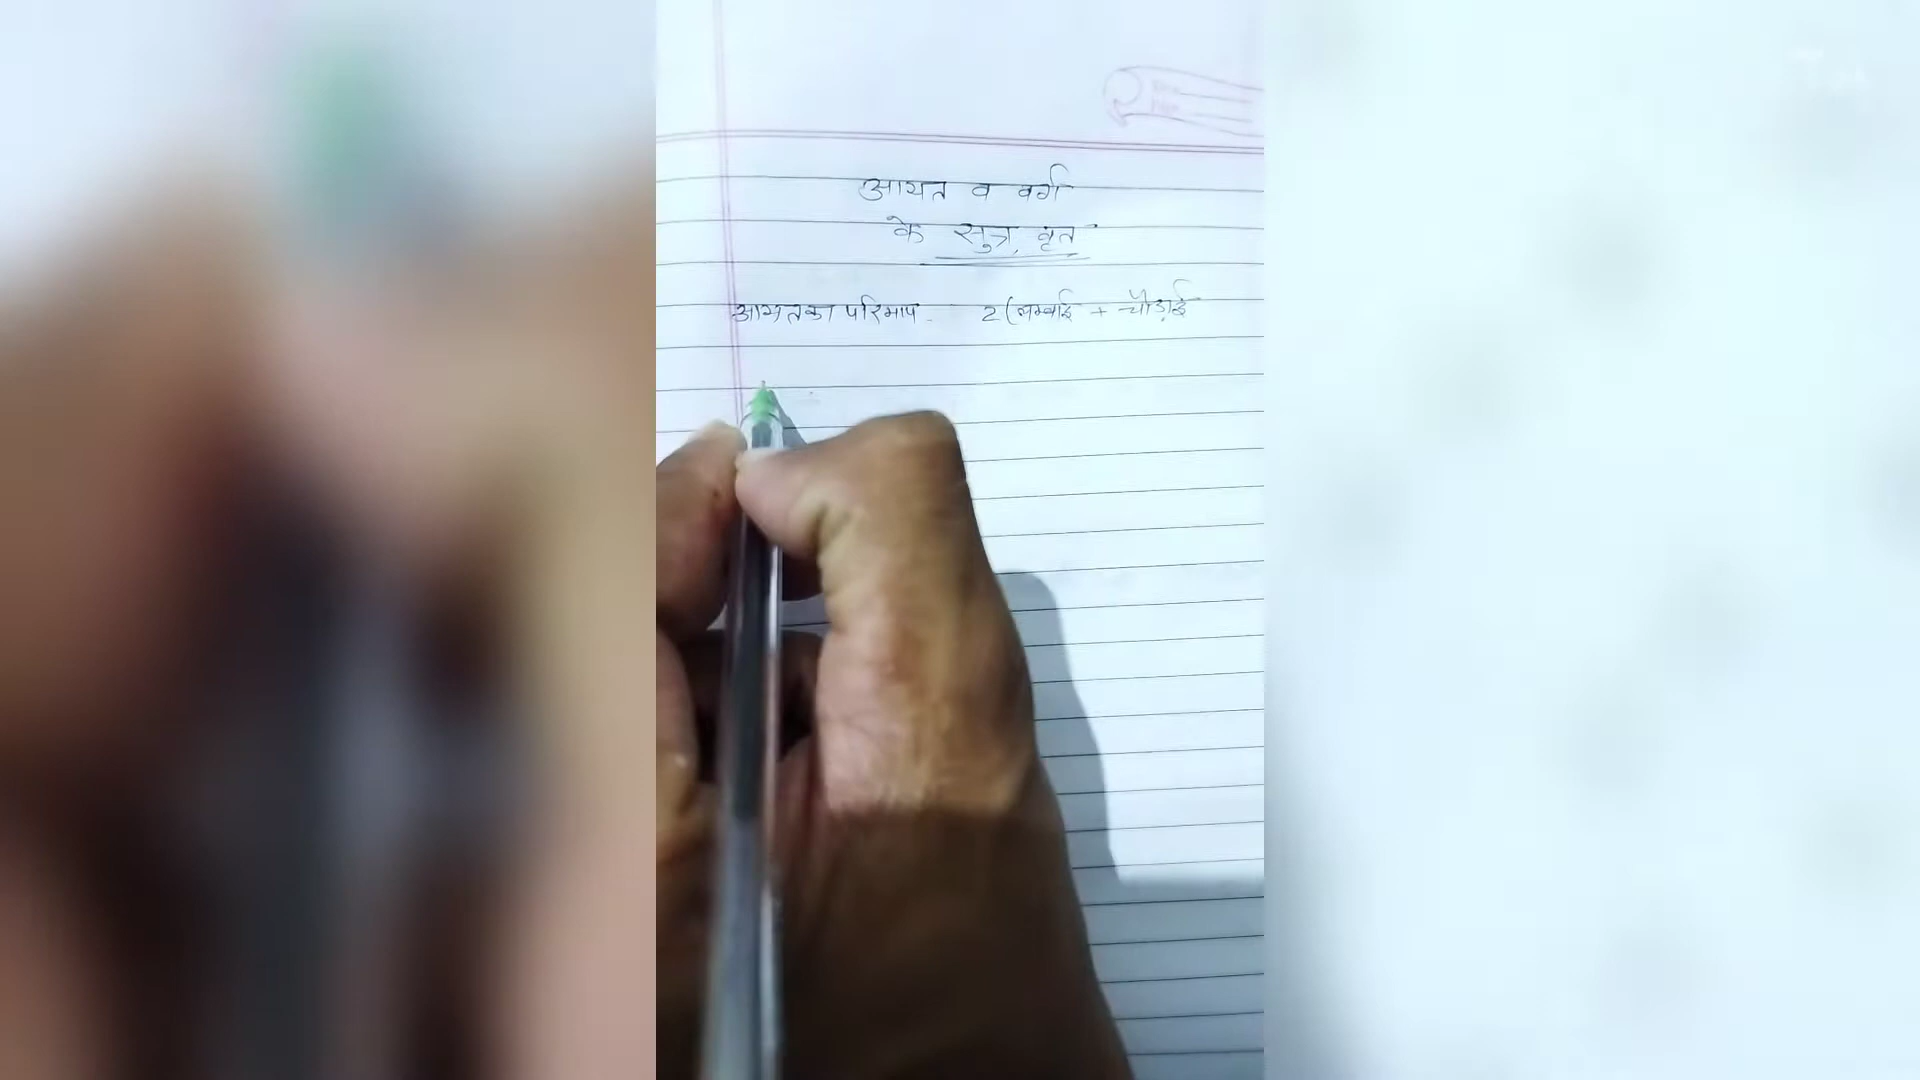 आयत व वर्ग
के सुत्र, वृत
आयत का परिमाप - 2(लम्बाई + चौड़ाई